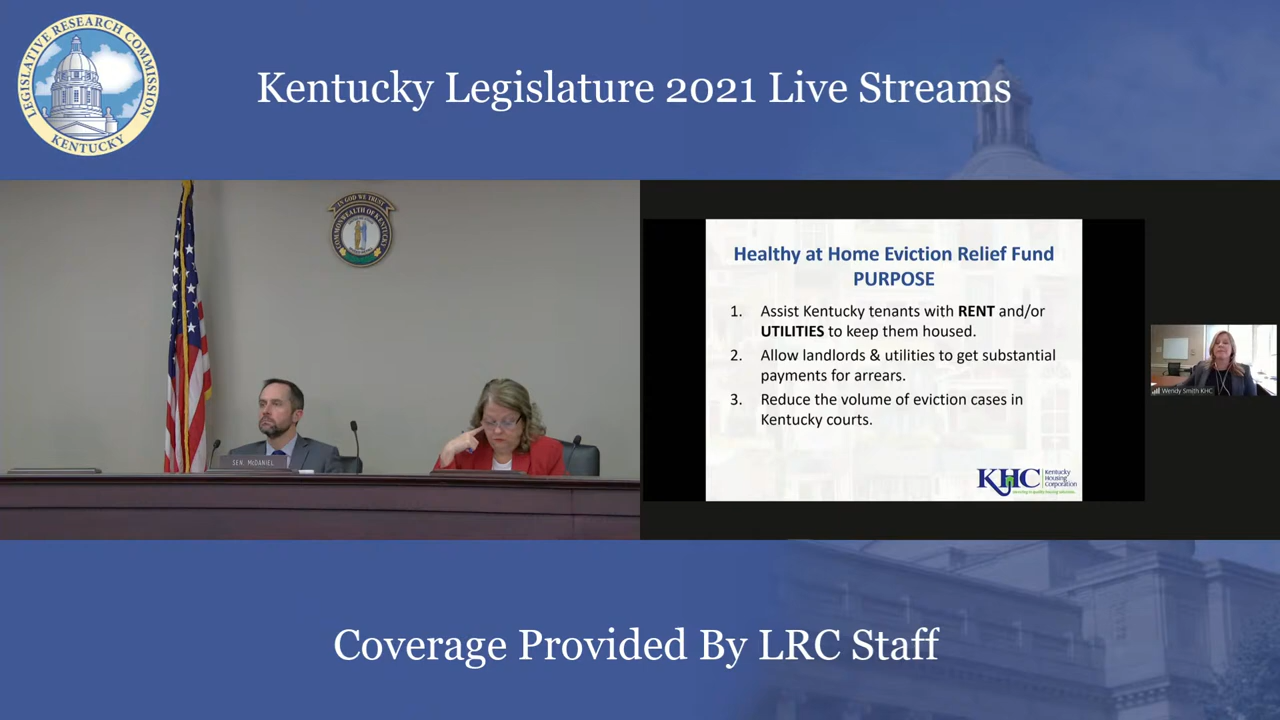 LEGISLATIVE RESEARCH COMMISSION
KENTUCKY
Kentucky Legislature 2021 Live Streams
IN GOD WE TRUST
COMMONWEALTH OF KENTUCKY
SEN. McDANIEL
Healthy at Home Eviction Relief Fund
PURPOSE
1. Assist Kentucky tenants with RENT and/or
UTILITIES to keep them housed.
2. Allow landlords & utilities to get substantial
payments for arrears.
3. Reduce the volume of eviction cases in
Kentucky courts.
KHC
Kentucky
Housing
Corporation
Wendy Smith KHC
Coverage Provided By LRC Staff